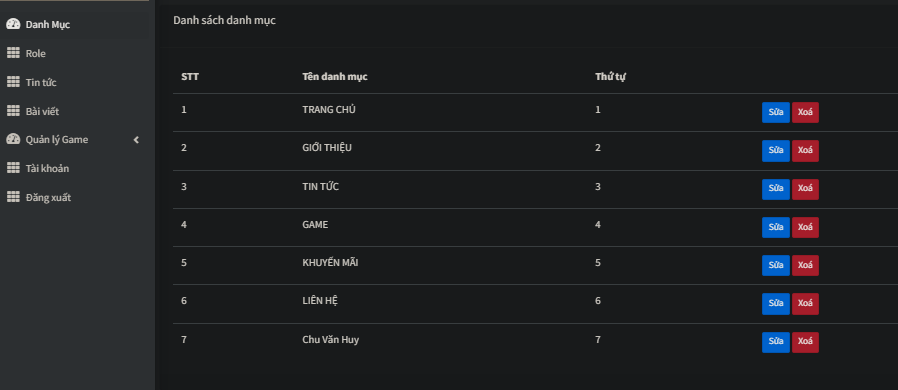 Danh Mục
Role
Tin tức
Bài viết
Quản lý Game
Tài khoản
Đăng xuất
Danh sách danh mục
STT Tên danh mục Thứ tự
1 TRANG CHỦ 1 Sửa Xoá
2 GIỚI THIỆU 2 Sửa Xoá
3 TIN TỨC 3 Sửa Xoá
4 GAME 4 Sửa Xoá
5 KHUYẾN MÃI 5 Sửa Xoá
6 LIÊN HỆ 6 Sửa Xoá
7 Chu Văn Huy 7 Sửa Xoá